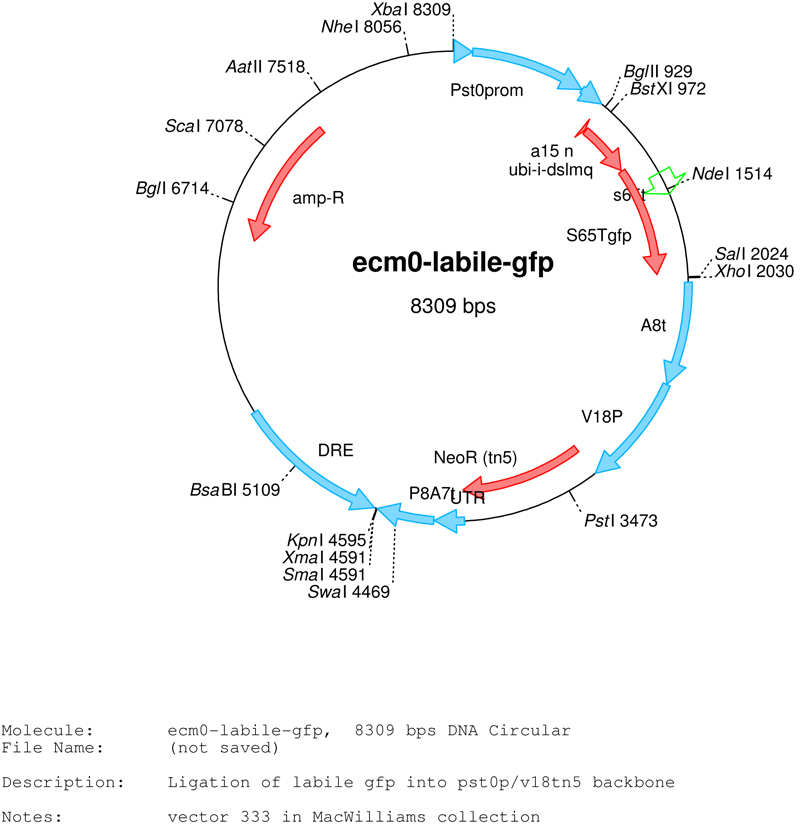 XbaI 8309
NheI 8056
AatII 7518
ScaI 7078
BglI 6714
Pst0prom
BglII 929
BstXI 972
a15 n
ubi-i-dslmq
s65t
NdeI 1514
amp-R
S65Tgfp
ecm0-labile-gfp
8309 bps
SalI 2024
XhoI 2030
A8t
V18P
NeoR (tn5)
DRE
P8A7t
UTR
BsaBI 5109
PstI 3473
KpnI 4595
XmaI 4591
SmaI 4591
SwaI 4469
Molecule: ecm0-labile-gfp, 8309 bps DNA Circular
File Name: (not saved)
Description: Ligation of labile gfp into pst0p/v18tn5 backbone
Notes: vector 333 in MacWilliams collection